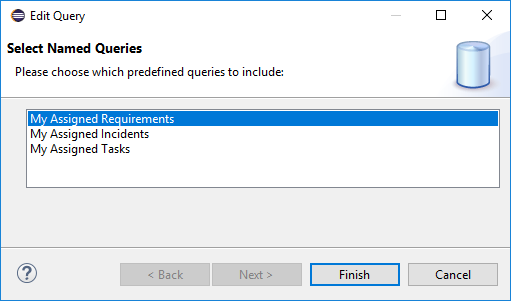 Edit Query
Select Named Queries
Please choose which predefined queries to include:
My Assigned Requirements
My Assigned Incidents
My Assigned Tasks
?
< Back
Next >
Finish
Cancel